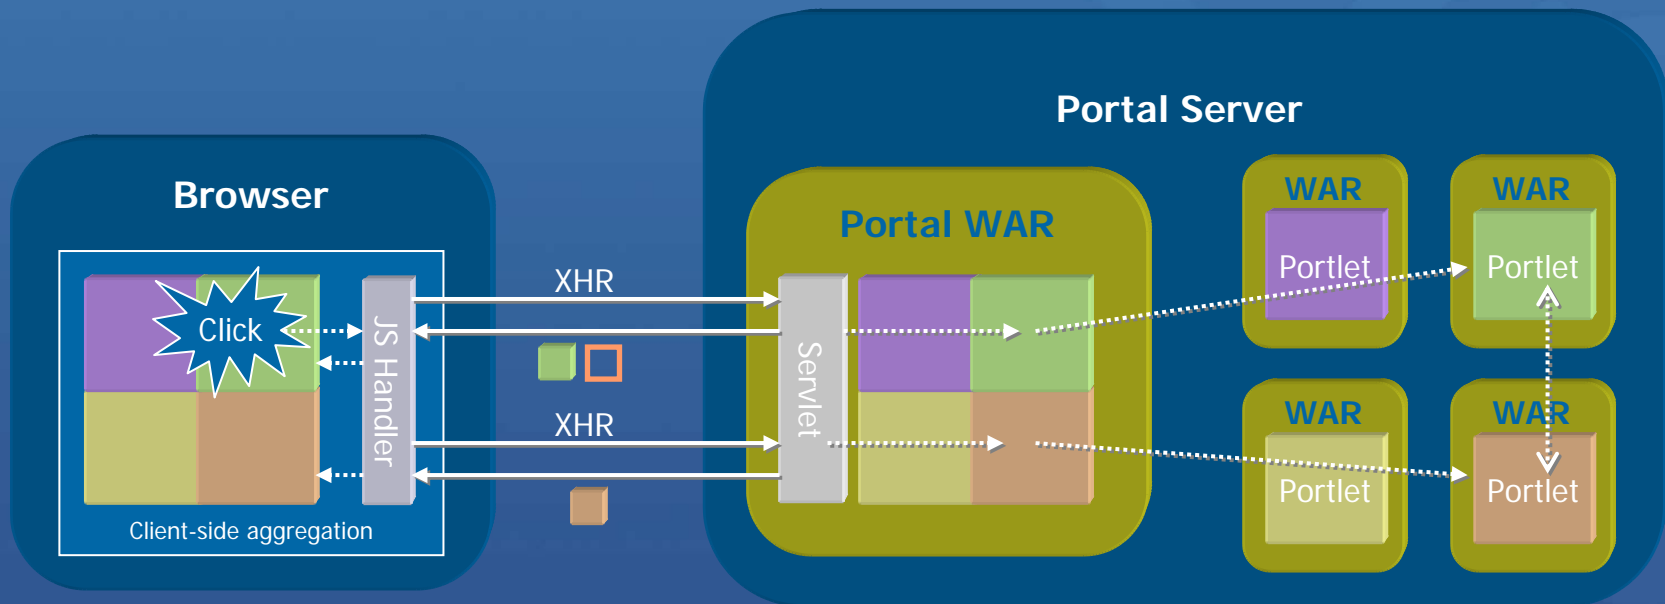 Portal Server
Browser
Portal WAR
WAR
WAR
XHR
Portlet
Portlet
Click
JS Handler
Servlet
XHR
WAR
WAR
Portlet
Portlet
Client-side aggregation